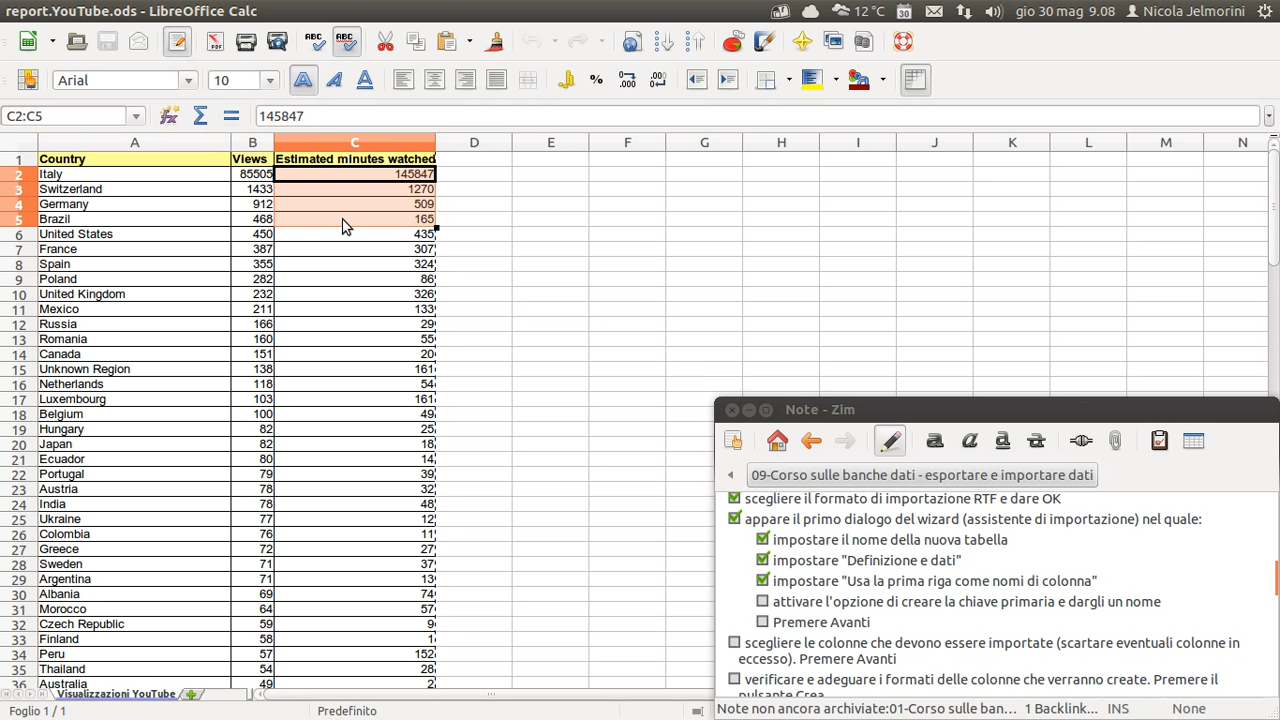 report.YouTube.ods - LibreOffice Calc
12 °C
30
gio 30 mag 9.08
Nicola Jelmorini
Arial
10
C2:C5
145847
A B C D E F G H I J K L M N
1 Country Views Estimated minutes watched
2 Italy 85505 145847
3 Switzerland 1433 1270
4 Germany 912 509
5 Brazil 468 165
6 United States 450 435
7 France 387 307
8 Spain 355 324
9 Poland 282 86
10 United Kingdom 232 326
11 Mexico 211 133
12 Russia 166 29
13 Romania 160 55
14 Canada 151 20
15 Unknown Region 138 161
16 Netherlands 118 54
17 Luxembourg 103 161
18 Belgium 100 49
19 Hungary 82 25
20 Japan 82 18
21 Ecuador 80 14
22 Portugal 79 39
23 Austria 78 32
24 India 78 48
25 Ukraine 77 12
26 Colombia 76 11
27 Greece 72 27
28 Sweden 71 37
29 Argentina 71 13
30 Albania 69 74
31 Morocco 64 57
32 Czech Republic 59 9
33 Finland 58 1
34 Peru 57 152
35 Thailand 54 28
36 Australia 49 2
Visualizzazioni YouTube
Foglio 1 / 1
Predefinito
Note - Zim
09-Corso sulle banche dati - esportare e importare dati
scegliere il formato di importazione RTF e dare OK
appare il primo dialogo del wizard (assistente di importazione) nel quale:
impostare il nome della nuova tabella
impostare "Definizione e dati"
impostare "Usa la prima riga come nomi di colonna"
attivare l'opzione di creare la chiave primaria e dargli un nome
Premere Avanti
scegliere le colonne che devono essere importate (scartare eventuali colonne in
eccesso). Premere Avanti
verificare e adeguare i formati delle colonne che verranno create. Premere il
pulsante Crea
Note non ancora archiviate:01-Corso sulle ban... 1 Backlink... INS None